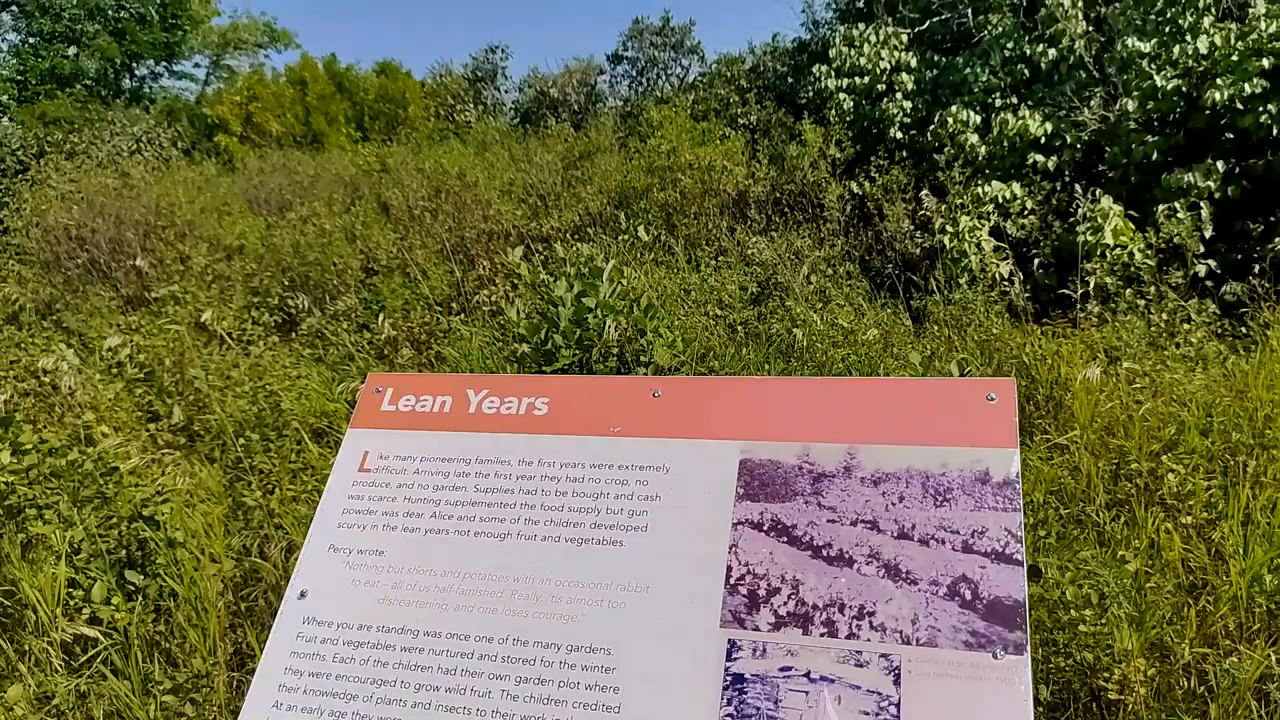 Lean Years
Like many pioneering families, the first years were extremely
difficult. Arriving late the first year they had no crop, no
produce, and no garden. Supplies had to be bought and cash
was scarce. Hunting supplemented the food supply but gun
powder was dear. Alice and some of the children developed
scurvy in the lean years-not enough fruit and vegetables.
Percy wrote:
"Nothing but shorts and potatoes with an occasional rabbit
to eat – all of us half-famished. Really, 'tis almost too
disheartening, and one loses courage."
Where you are standing was once one of the many gardens.
Fruit and vegetables were nurtured and stored for the winter
months. Each of the children had their own garden plot where
they were encouraged to grow wild fruit. The children credited
their knowledge of plants and insects to their work in
At an early age they were